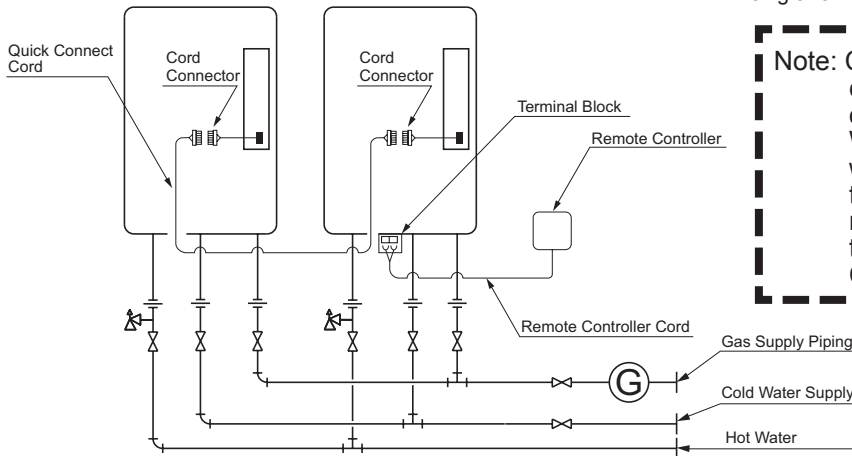 Quick Connect
Cord
Cord
Connector
Cord
Connector
Terminal Block
Remote Controller
Note:
Remote Controller Cord
Gas Supply Piping
G
Cold Water Supply
Hot Water